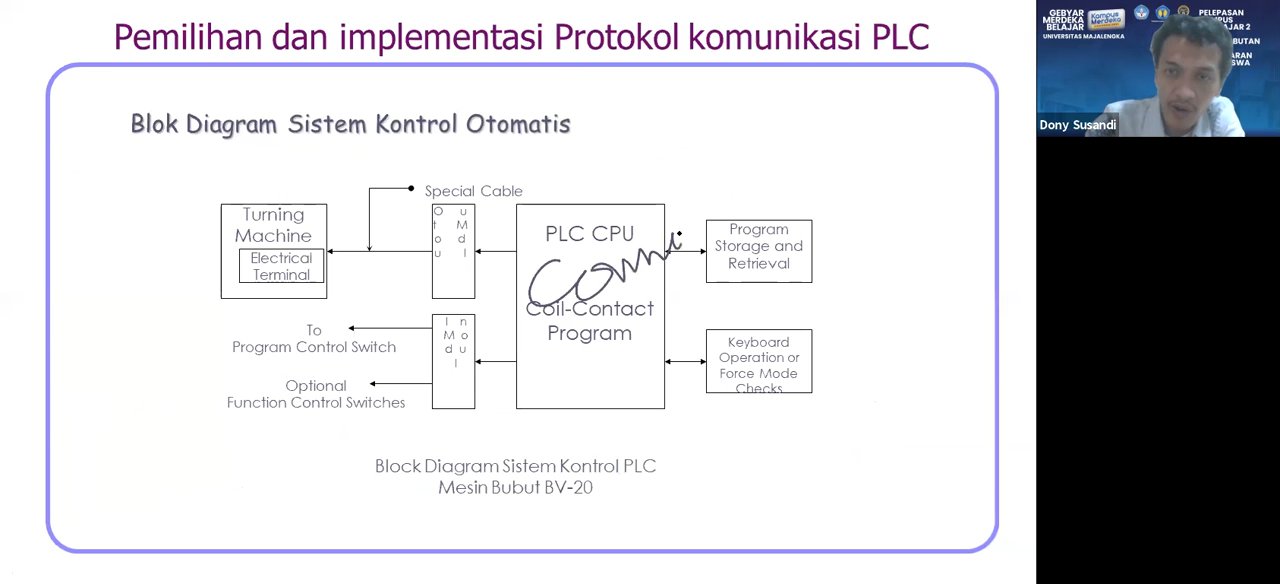 Pemilihan dan implementasi Protokol komunikasi PLC
Blok Diagram Sistem Kontrol Otomatis
Special Cable
Turning
Machine
Electrical
Terminal
O u
t M
o d
u l
PLC CPU
Comm
Coil-Contact
Program
Program
Storage and
Retrieval
To
Program Control Switch
Optional
Function Control Switches
I n
M o
d u
l
Keyboard
Operation or
Force Mode
Checks
Block Diagram Sistem Kontrol PLC
Mesin Bubut BV-20
GEBYAR
MERDEKA
BELAJAR
UNIVERSITAS MAJALENGKA
Kampus
Merdeka
PELEPASAN
Dony Susandi